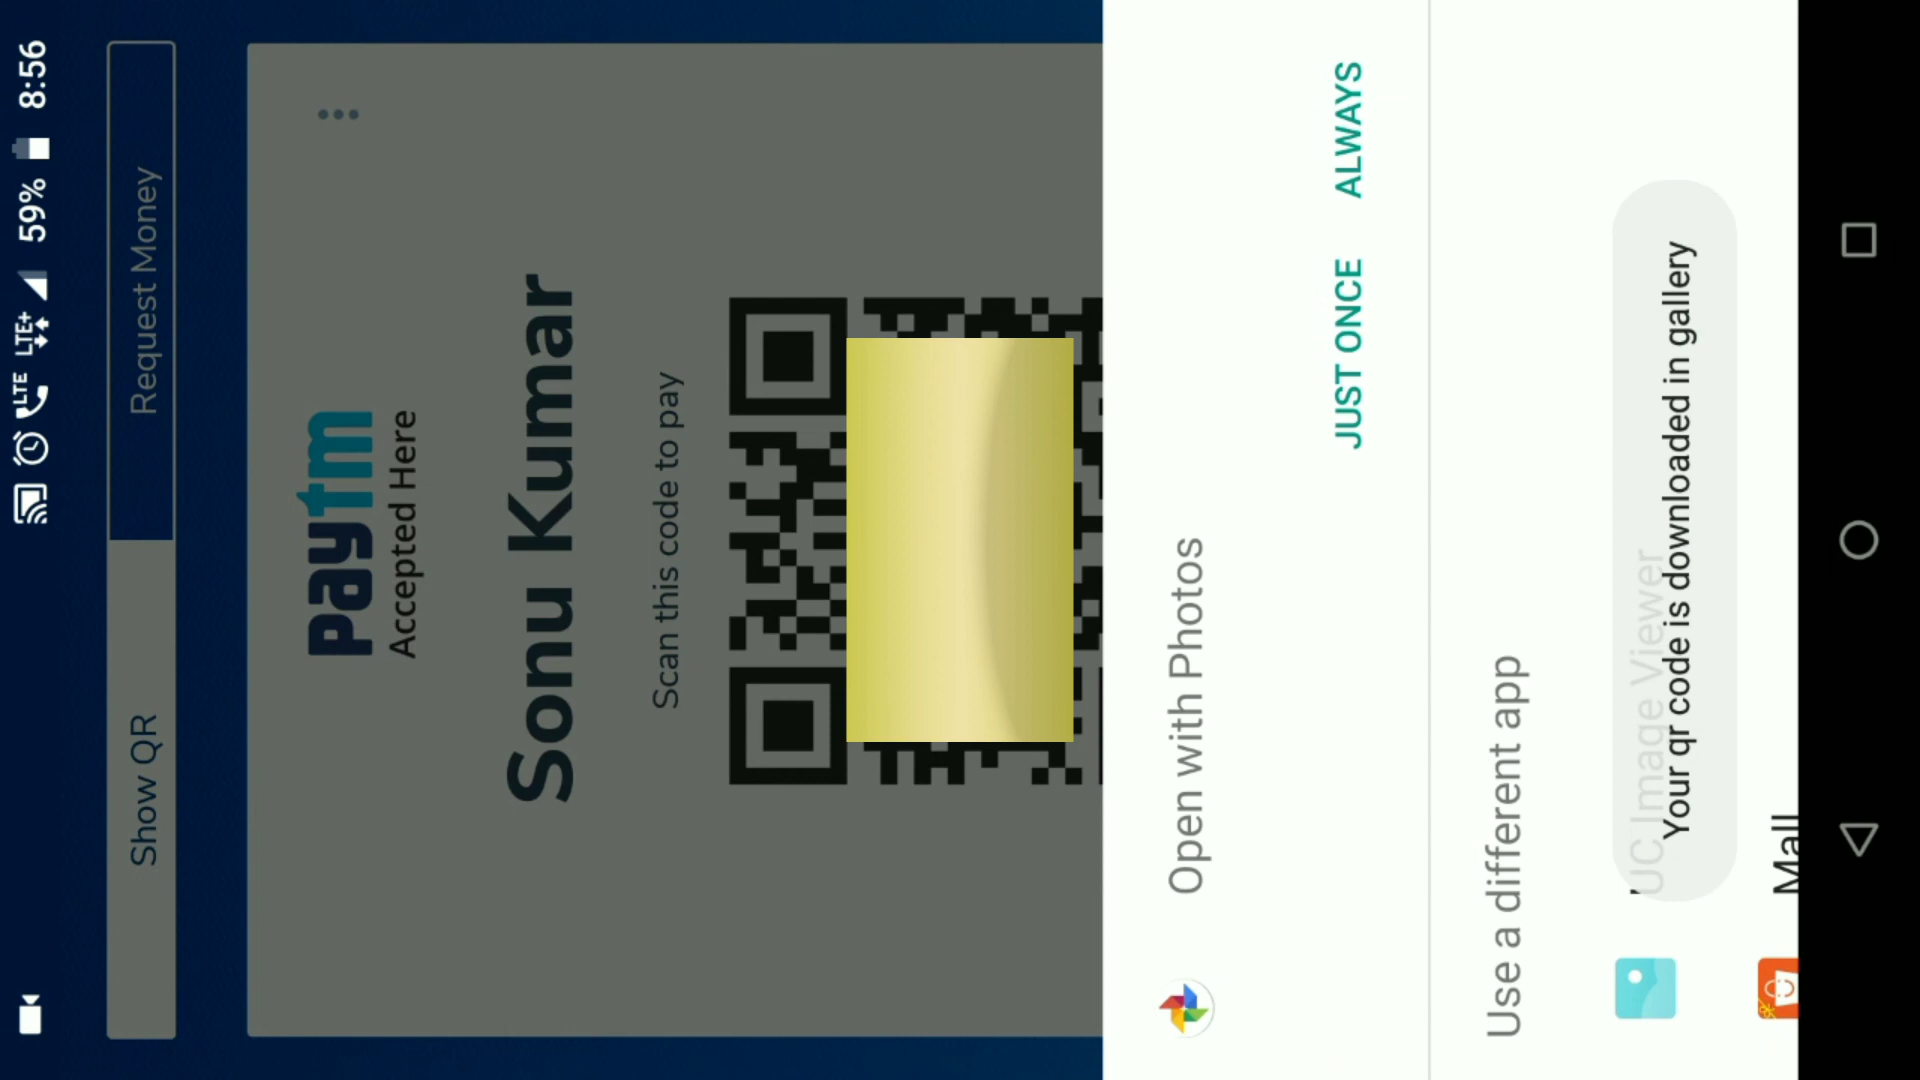 8:56
59%
LTE+
LTE
Show QR
Request Money
paytm
Accepted Here
Sonu Kumar
Scan this code to pay
Open with Photos
JUST ONCE
ALWAYS
Use a different app
UC Image Viewer
Your qr code is downloaded in gallery
Mall